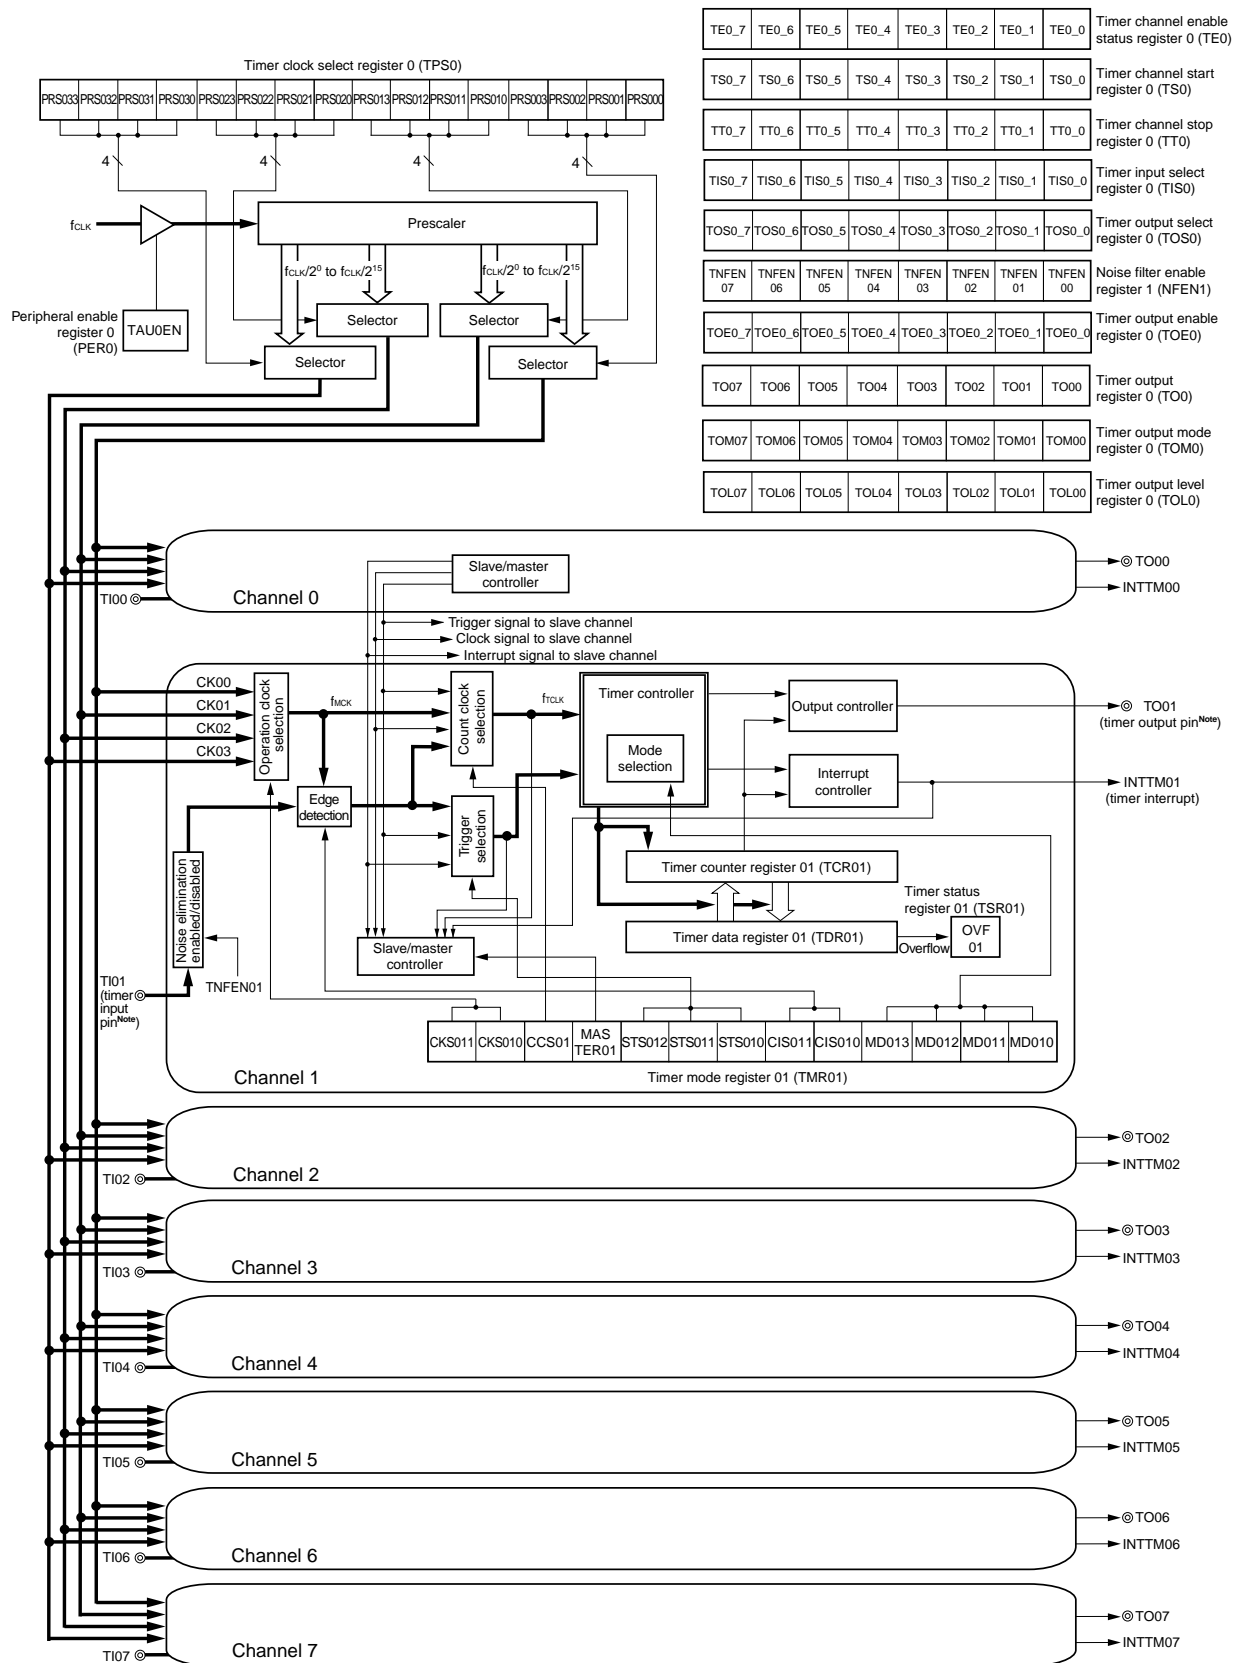 Timer clock select register 0 (TPS0)
PRS033 PRS032 PRS031 PRS030 PRS023 PRS022 PRS021 PRS020 PRS013 PRS012 PRS011 PRS010 PRS003 PRS002 PRS001 PRS000
4 4 4 4
fCLK
Prescaler
fCLK/2⁰ to fCLK/2¹⁵
fCLK/2⁰ to fCLK/2¹⁵
Peripheral enable
register 0
(PER0)
TAU0EN
Selector
Selector
Selector
Selector
TE0_7 TE0_6 TE0_5 TE0_4 TE0_3 TE0_2 TE0_1 TE0_0
Timer channel enable
status register 0 (TE0)
TS0_7 TS0_6 TS0_5 TS0_4 TS0_3 TS0_2 TS0_1 TS0_0
Timer channel start
register 0 (TS0)
TT0_7 TT0_6 TT0_5 TT0_4 TT0_3 TT0_2 TT0_1 TT0_0
Timer channel stop
register 0 (TT0)
TIS0_7 TIS0_6 TIS0_5 TIS0_4 TIS0_3 TIS0_2 TIS0_1 TIS0_0
Timer input select
register 0 (TIS0)
TOS0_7 TOS0_6 TOS0_5 TOS0_4 TOS0_3 TOS0_2 TOS0_1 TOS0_0
Timer output select
register 0 (TOS0)
TNFEN TNFEN TNFEN TNFEN TNFEN TNFEN TNFEN TNFEN
07 06 05 04 03 02 01 00
Noise filter enable
register 1 (NFEN1)
TOE0_7 TOE0_6 TOE0_5 TOE0_4 TOE0_3 TOE0_2 TOE0_1 TOE0_0
Timer output enable
register 0 (TOE0)
TO07 TO06 TO05 TO04 TO03 TO02 TO01 TO00
Timer output
register 0 (TO0)
TOM07 TOM06 TOM05 TOM04 TOM03 TOM02 TOM01 TOM00
Timer output mode
register 0 (TOM0)
TOL07 TOL06 TOL05 TOL04 TOL03 TOL02 TOL01 TOL00
Timer output level
register 0 (TOL0)
Slave/master
controller
TO00
INTTM00
TI00
Channel 0
Trigger signal to slave channel
Clock signal to slave channel
Interrupt signal to slave channel
CK00
CK01
CK02
CK03
Operation clock
selection
fMCK
Count clock
selection
fTCLK
Timer controller
Mode
selection
Output controller
TO01
(timer output pinNote)
Interrupt
controller
INTTM01
(timer interrupt)
Edge
detection
Trigger
selection
Noise elimination
enabled/disabled
Timer counter register 01 (TCR01)
Timer status
register 01 (TSR01)
Timer data register 01 (TDR01)
Overflow
OVF
01
Slave/master
controller
TNFEN01
TI01
(timer
input
pinNote)
CKS011 CKS010 CCS01 MAS TER01 STS012 STS011 STS010 CIS011 CIS010 MD013 MD012 MD011 MD010
Timer mode register 01 (TMR01)
Channel 1
TO02
INTTM02
TI02
Channel 2
TO03
INTTM03
TI03
Channel 3
TO04
INTTM04
TI04
Channel 4
TO05
INTTM05
TI05
Channel 5
TO06
INTTM06
TI06
Channel 6
TO07
INTTM07
TI07
Channel 7